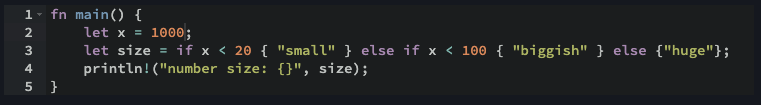 1 fn main() {
2     let x = 1000;
3     let size = if x < 20 { "small" } else if x < 100 { "biggish" } else {"huge"};
4     println!("number size: {}", size);
5 }